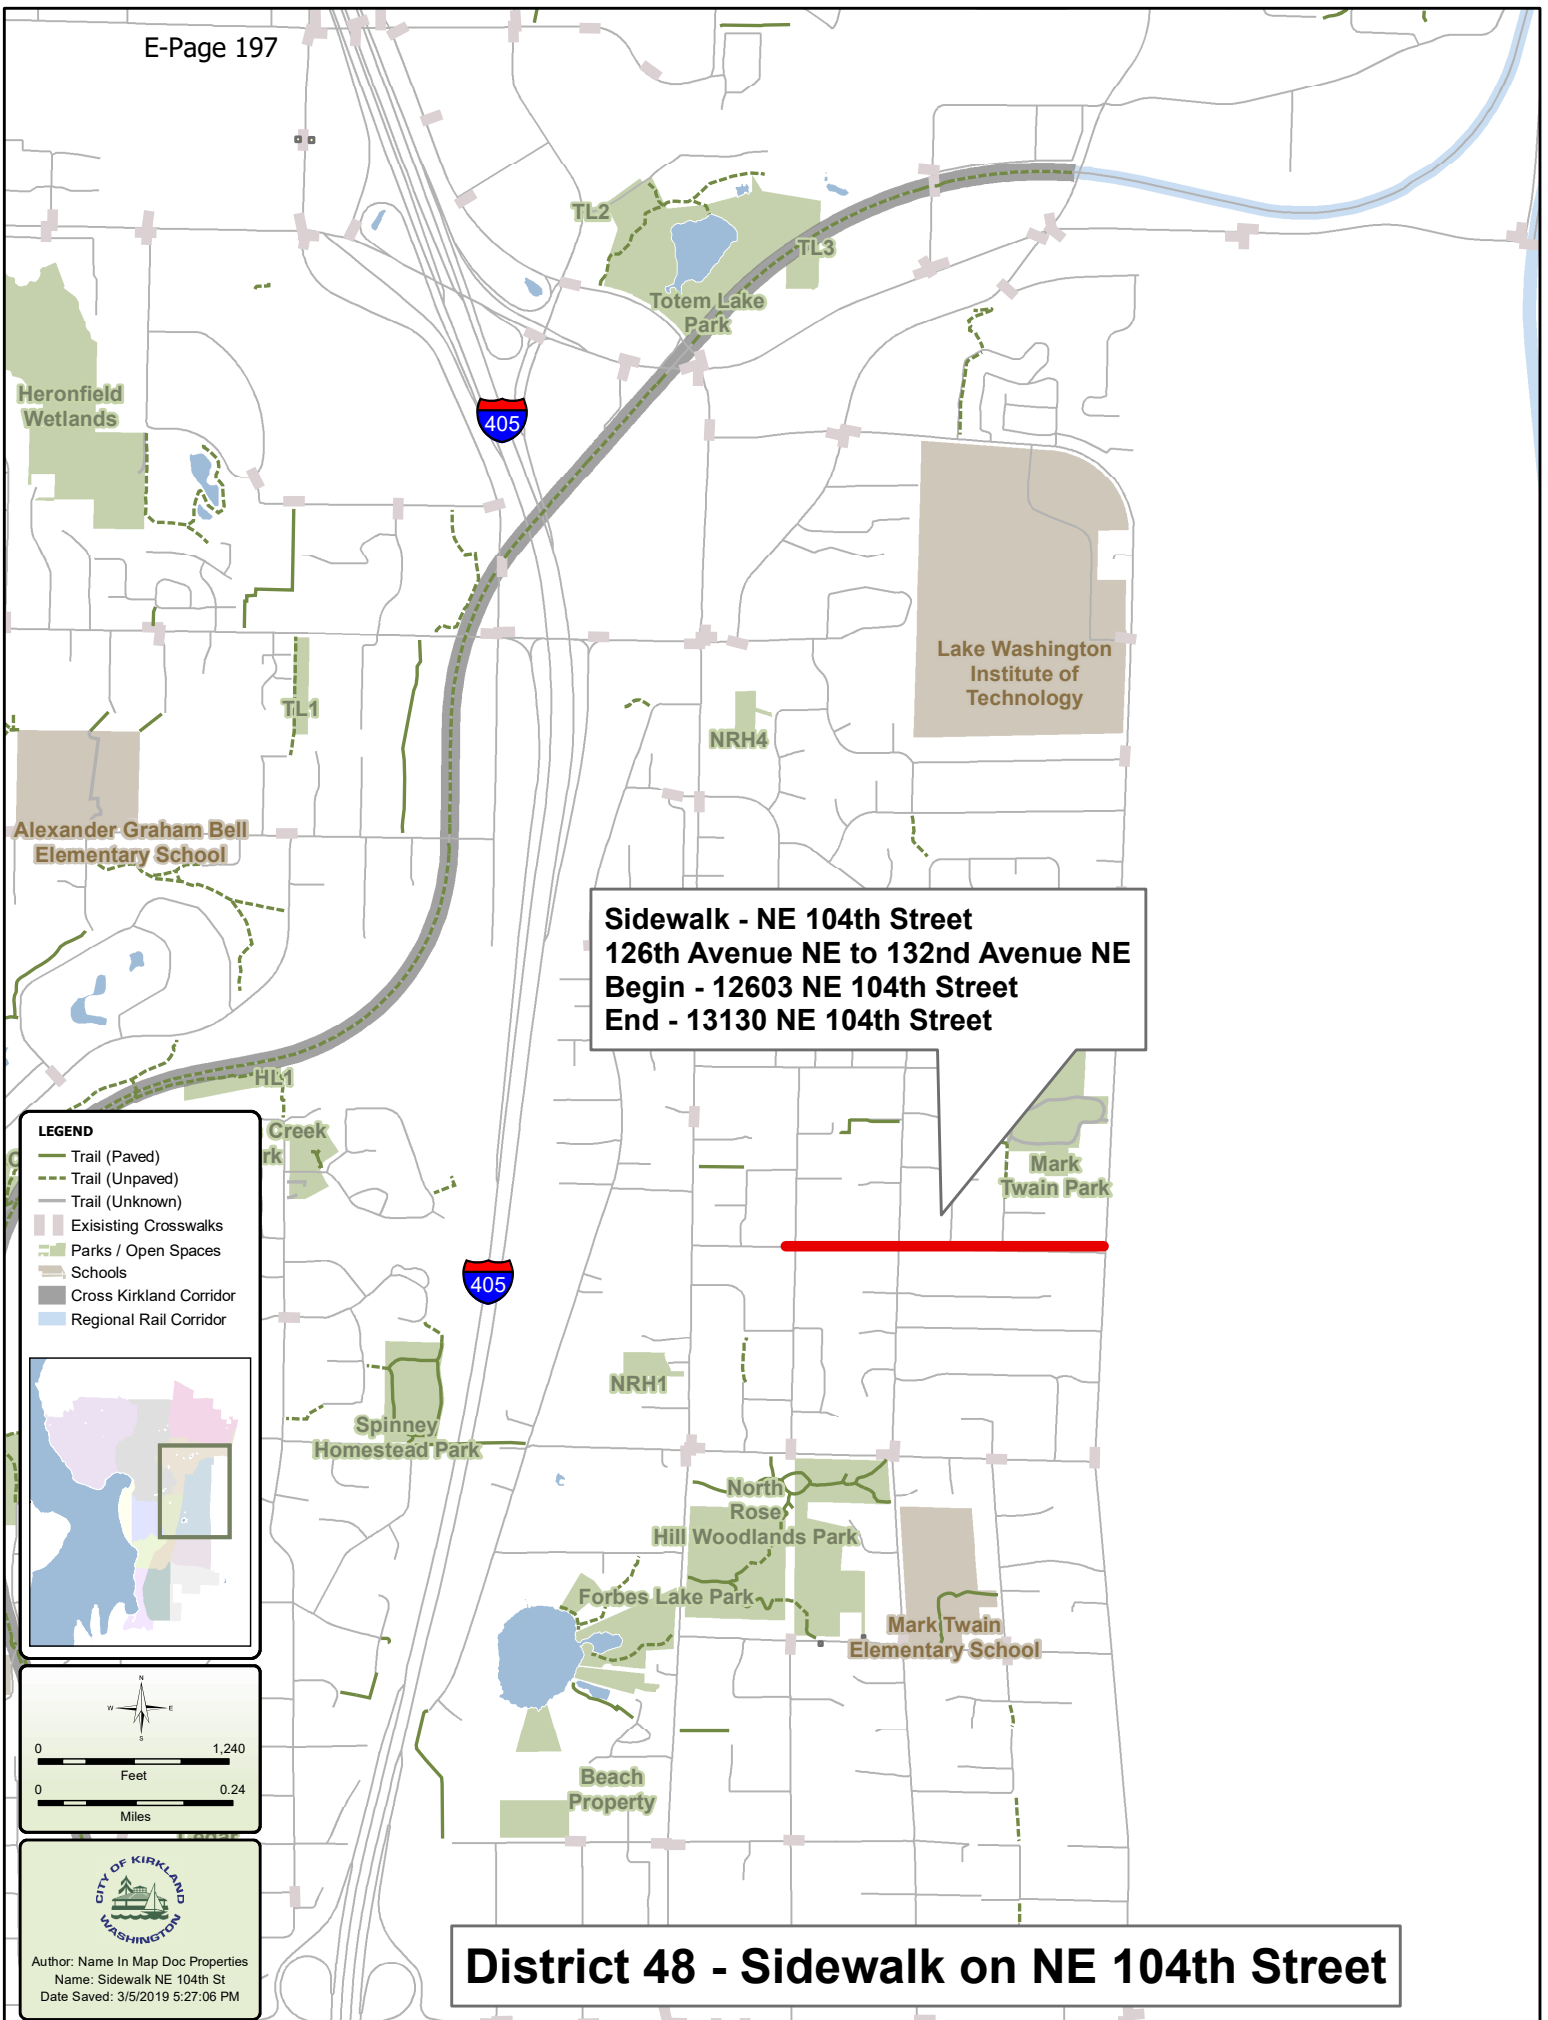 E-Page 197
TL2
TL3
Totem Lake
Park
Heronfield
Wetlands
405
Lake Washington
Institute of
Technology
TL1
NRH4
Alexander Graham Bell
Elementary School
Sidewalk - NE 104th Street
126th Avenue NE to 132nd Avenue NE
Begin - 12603 NE 104th Street
End - 13130 NE 104th Street
HL1
Creek
rk
Mark
Twain Park
LEGEND
Trail (Paved)
Trail (Unpaved)
Trail (Unknown)
Exisisting Crosswalks
Parks / Open Spaces
Schools
Cross Kirkland Corridor
Regional Rail Corridor
405
NRH1
Spinney
Homestead Park
North
Rose
Hill Woodlands Park
Forbes Lake Park
Mark Twain
Elementary School
Beach
Property
N
W E
S
0 1,240
Feet
0 0.24
Miles
CITY OF KIRKLAND
WASHINGTON
Author: Name In Map Doc Properties
Name: Sidewalk NE 104th St
Date Saved: 3/5/2019 5:27:06 PM
District 48 - Sidewalk on NE 104th Street